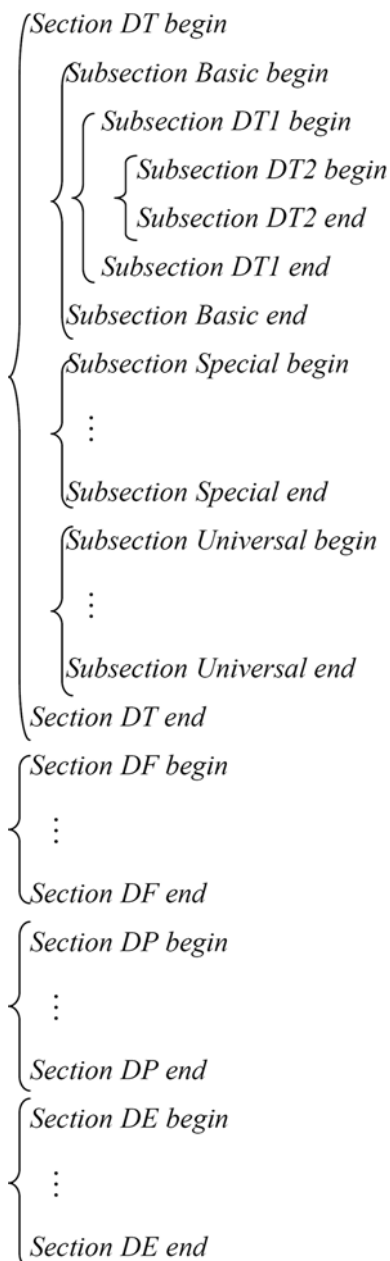 Section DT begin
Subsection Basic begin
Subsection DT1 begin
Subsection DT2 begin
Subsection DT2 end
Subsection DT1 end
Subsection Basic end
Subsection Special begin
⋮
Subsection Special end
Subsection Universal begin
⋮
Subsection Universal end
Section DT end
Section DF begin
⋮
Section DF end
Section DP begin
⋮
Section DP end
Section DE begin
⋮
Section DE end